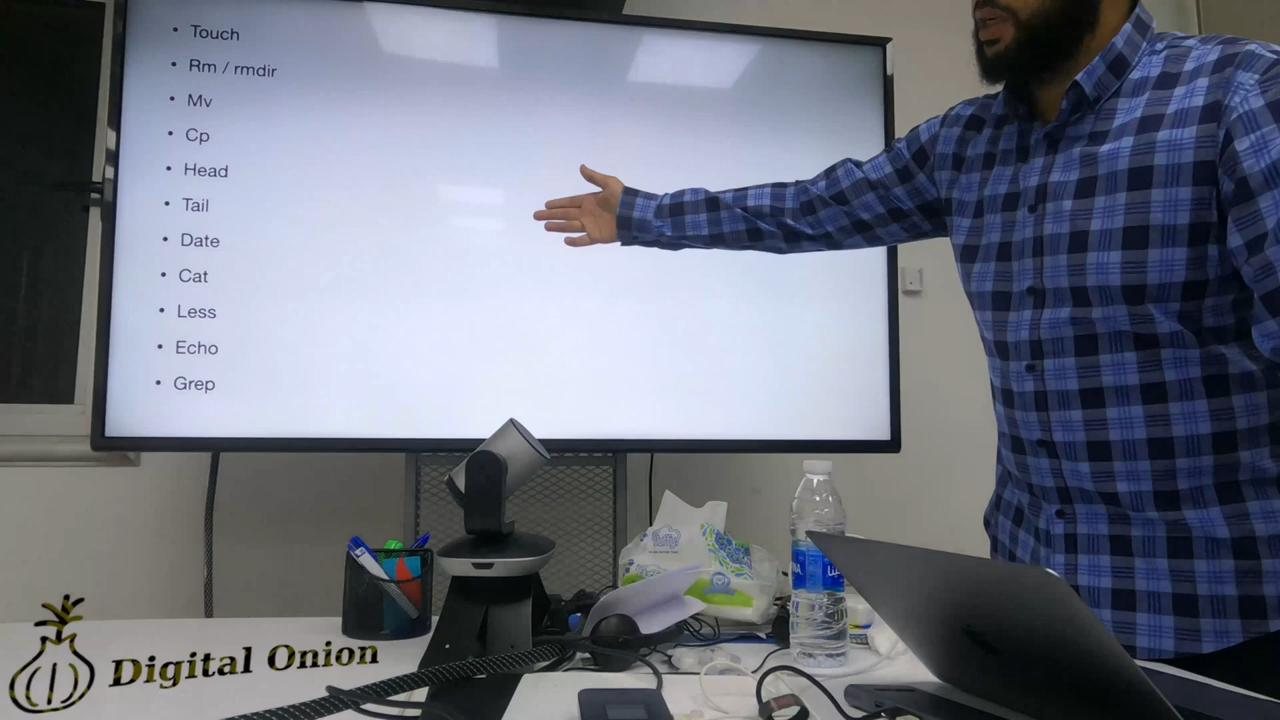 • Touch
• Rm / rmdir
• Mv
• Cp
• Head
• Tail
• Date
• Cat
• Less
• Echo
• Grep
Digital Onion